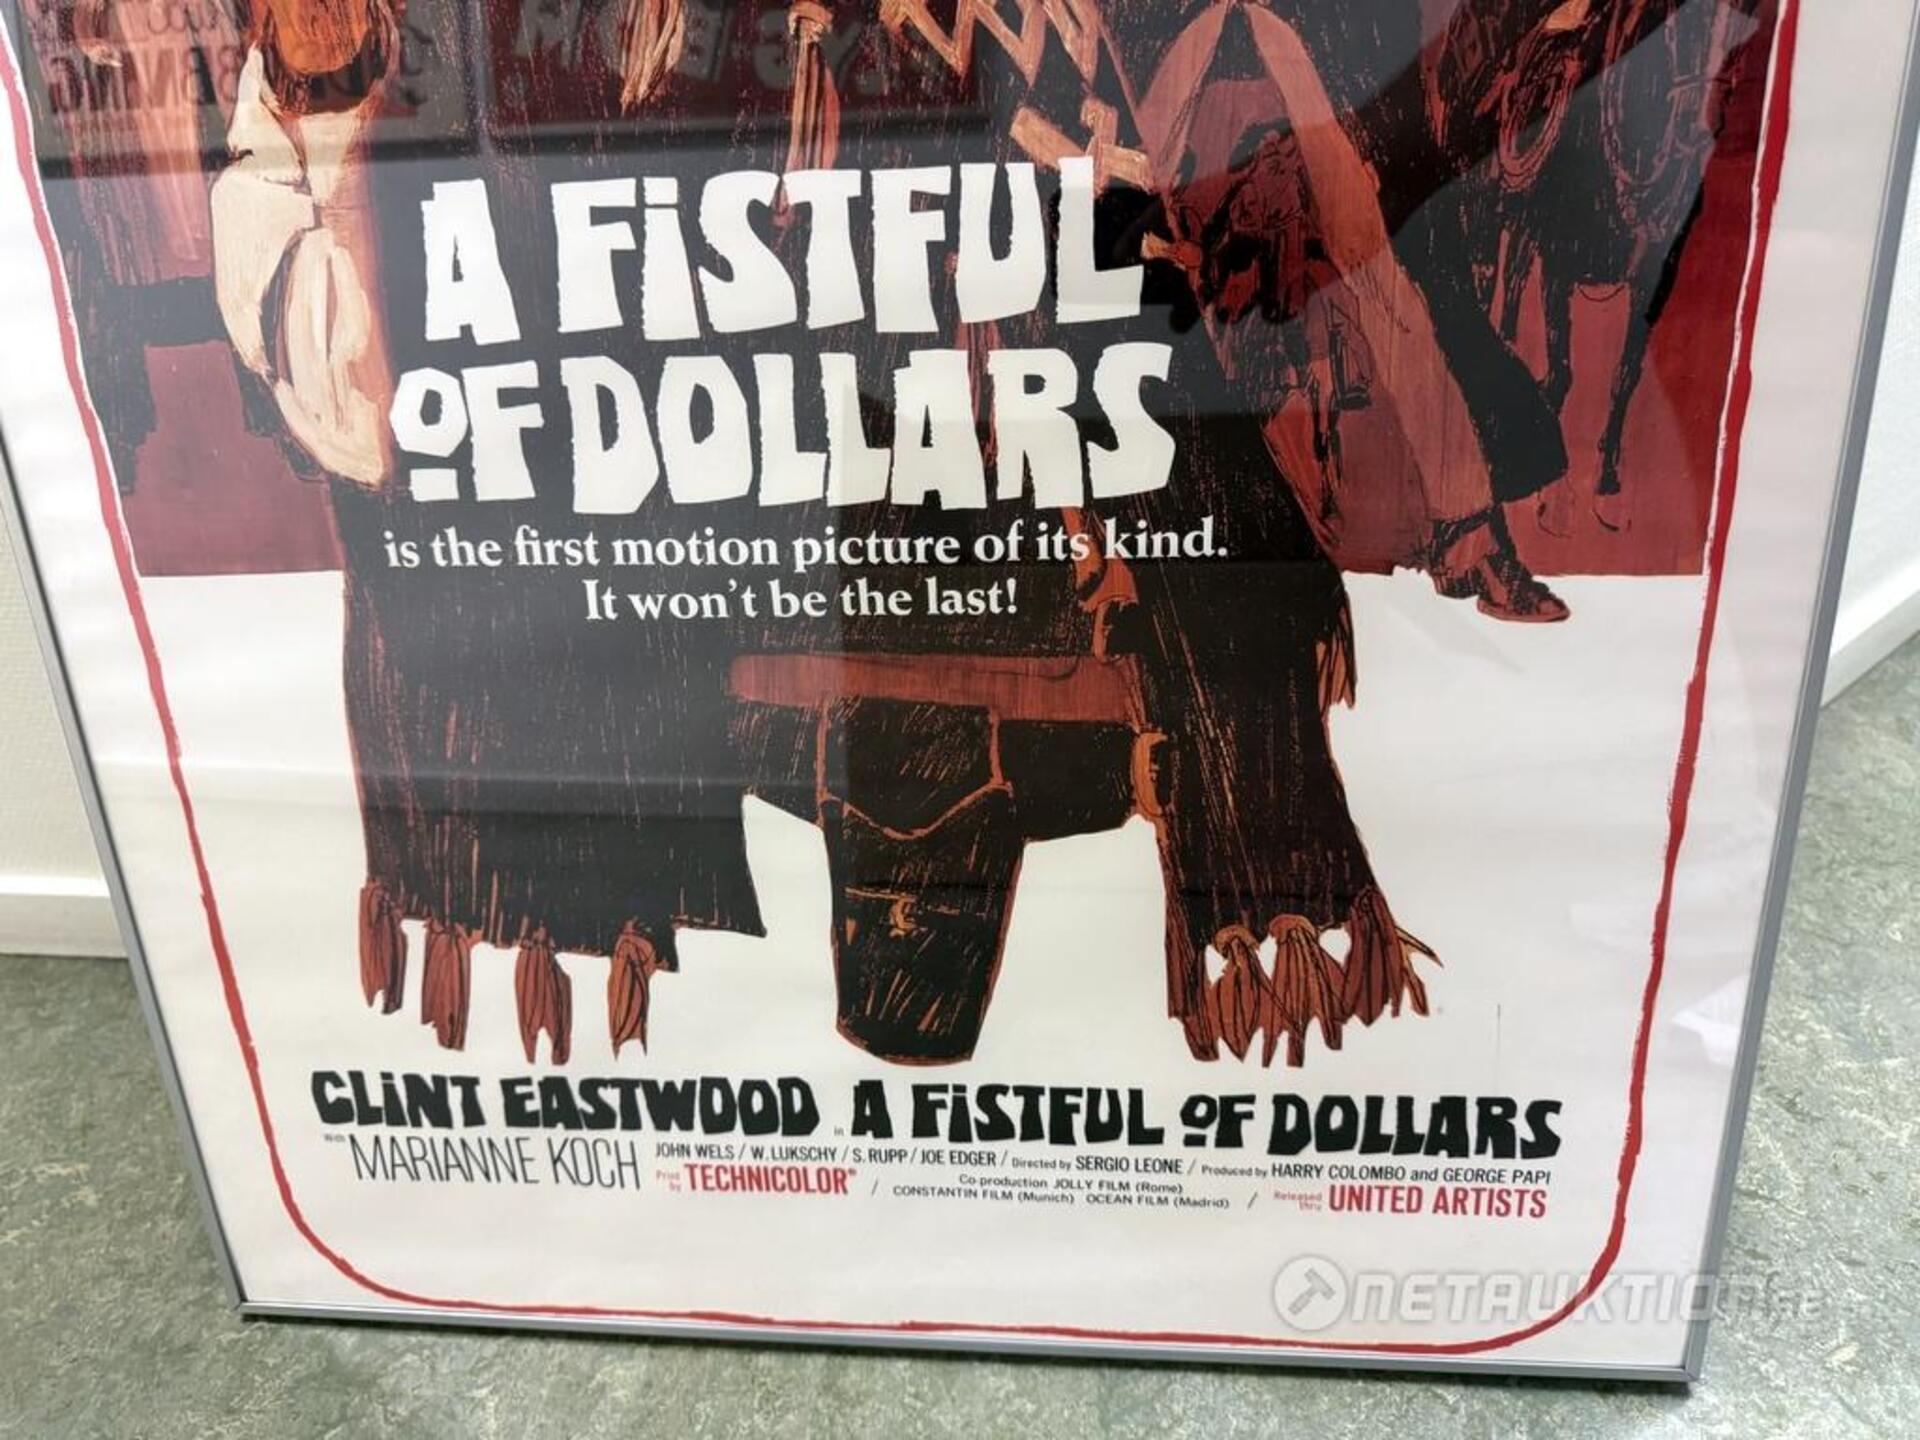 A FiSTFUL
OF DOLLARS
is the first motion picture of its kind.
It won't be the last!
CLiNT EASTWOOD in A FiSTFUL OF DOLLARS
with MARIANNE KOCH JOHN WELS / W. LUKSCHY / S. RUPP / JOE EDGER / Directed by SERGIO LEONE / Produced by HARRY COLOMBO and GEORGE PAPI
Print by TECHNICOLOR® / Co-production JOLLY FILM (Rome)
CONSTANTIN FILM (Munich) OCEAN FILM (Madrid) / Released thru UNITED ARTISTS
NETAUKTION.SE